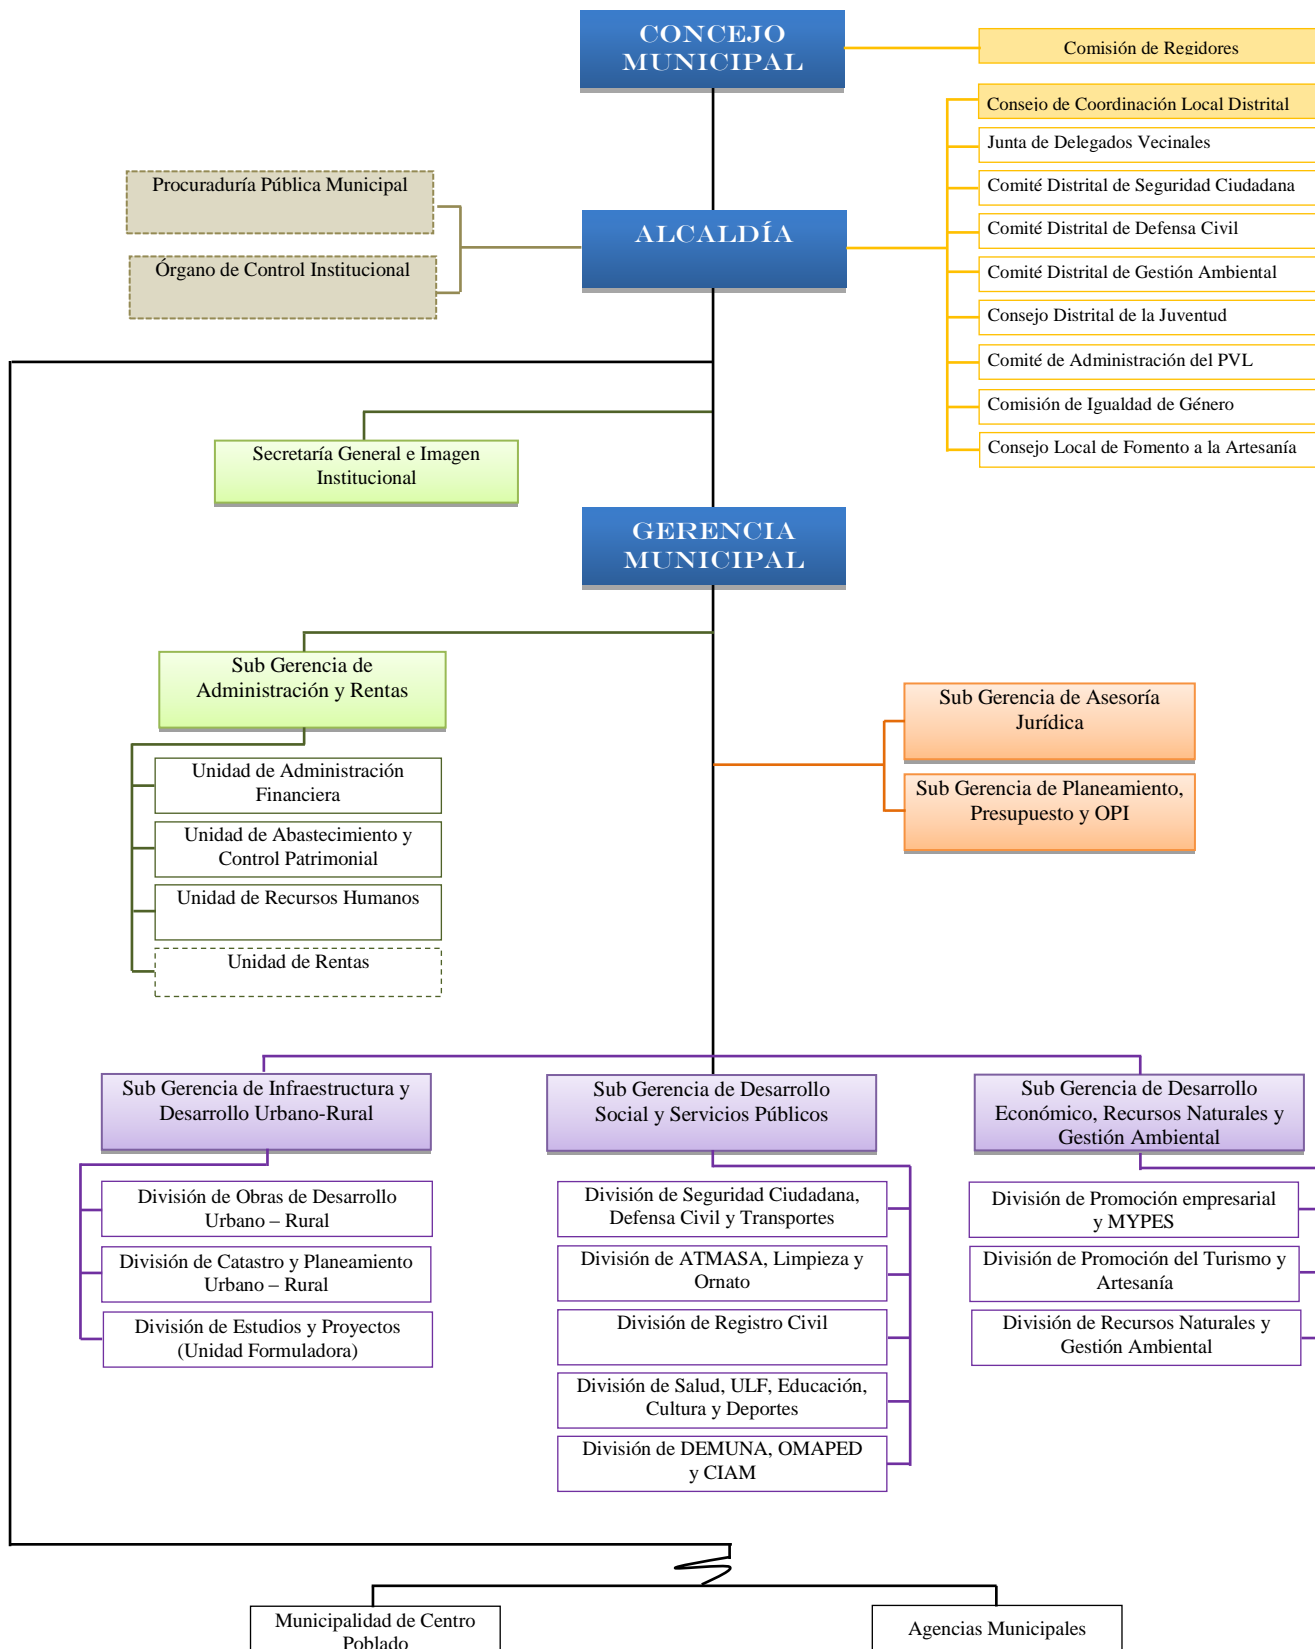 CONCEJO
MUNICIPAL
Comisión de Regidores
Consejo de Coordinación Local Distrital
Junta de Delegados Vecinales
Comité Distrital de Seguridad Ciudadana
Comité Distrital de Defensa Civil
Comité Distrital de Gestión Ambiental
Consejo Distrital de la Juventud
Comité de Administración del PVL
Comisión de Igualdad de Género
Consejo Local de Fomento a la Artesanía
Procuraduría Pública Municipal
Órgano de Control Institucional
ALCALDÍA
Secretaría General e Imagen
Institucional
GERENCIA
MUNICIPAL
Sub Gerencia de
Administración y Rentas
Unidad de Administración
Financiera
Unidad de Abastecimiento y
Control Patrimonial
Unidad de Recursos Humanos
Unidad de Rentas
Sub Gerencia de Asesoría
Jurídica
Sub Gerencia de Planeamiento,
Presupuesto y OPI
Sub Gerencia de Infraestructura y
Desarrollo Urbano-Rural
División de Obras de Desarrollo
Urbano – Rural
División de Catastro y Planeamiento
Urbano – Rural
División de Estudios y Proyectos
(Unidad Formuladora)
Sub Gerencia de Desarrollo
Social y Servicios Públicos
División de Seguridad Ciudadana,
Defensa Civil y Transportes
División de ATMASA, Limpieza y
Ornato
División de Registro Civil
División de Salud, ULF, Educación,
Cultura y Deportes
División de DEMUNA, OMAPED
y CIAM
Sub Gerencia de Desarrollo
Económico, Recursos Naturales y
Gestión Ambiental
División de Promoción empresarial
y MYPES
División de Promoción del Turismo y
Artesanía
División de Recursos Naturales y
Gestión Ambiental
Municipalidad de Centro
Poblado
Agencias Municipales